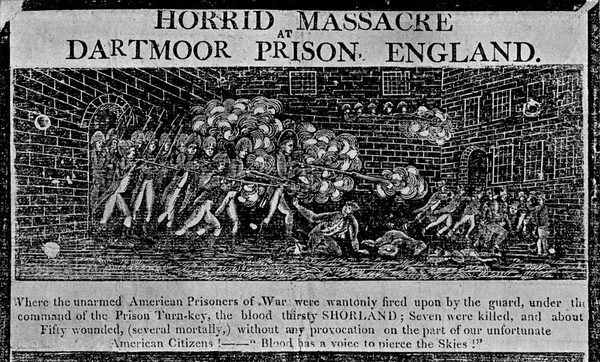 HORRID MASSACRE
AT
DARTMOOR PRISON, ENGLAND.
Where the unarmed American Prisoners of War were wantonly fired upon by the guard, under the
command of the Prison Turn-key, the blood thirsty SHORLAND; Seven were killed, and about
Fifty wounded, (several mortally,) without any provocation on the part of our unfortunate
American Citizens !——" Blood has a voice to pierce the Skies !"